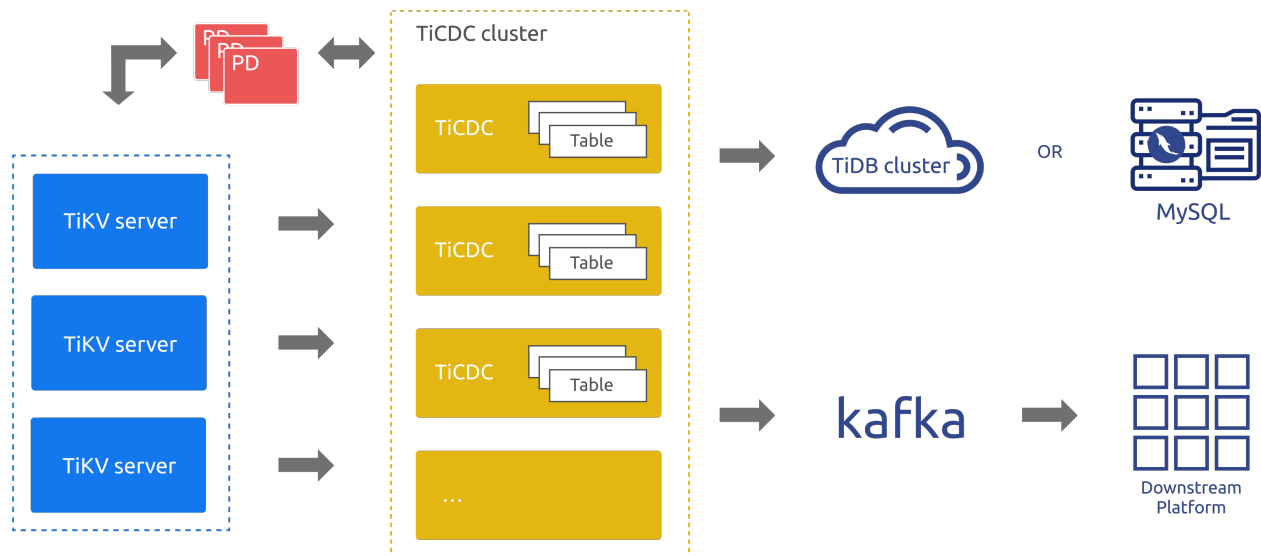 PD
PD
PD
TiCDC cluster
TiCDC
Table
TiDB cluster
OR
MySQL
TiKV server
TiCDC
Table
TiKV server
TiCDC
Table
kafka
TiKV server
...
Downstream
Platform